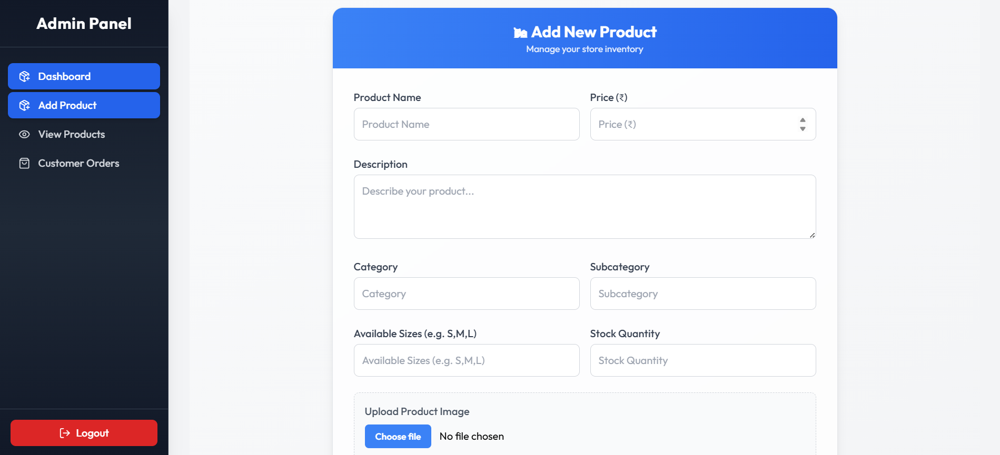 Admin Panel
Dashboard
Add Product
View Products
Customer Orders
Logout
Add New Product
Manage your store inventory
Product Name
Price (₹)
Product Name
Price (₹)
Description
Describe your product...
Category
Subcategory
Category
Subcategory
Available Sizes (e.g. S,M,L)
Stock Quantity
Available Sizes (e.g. S,M,L)
Stock Quantity
Upload Product Image
Choose file No file chosen